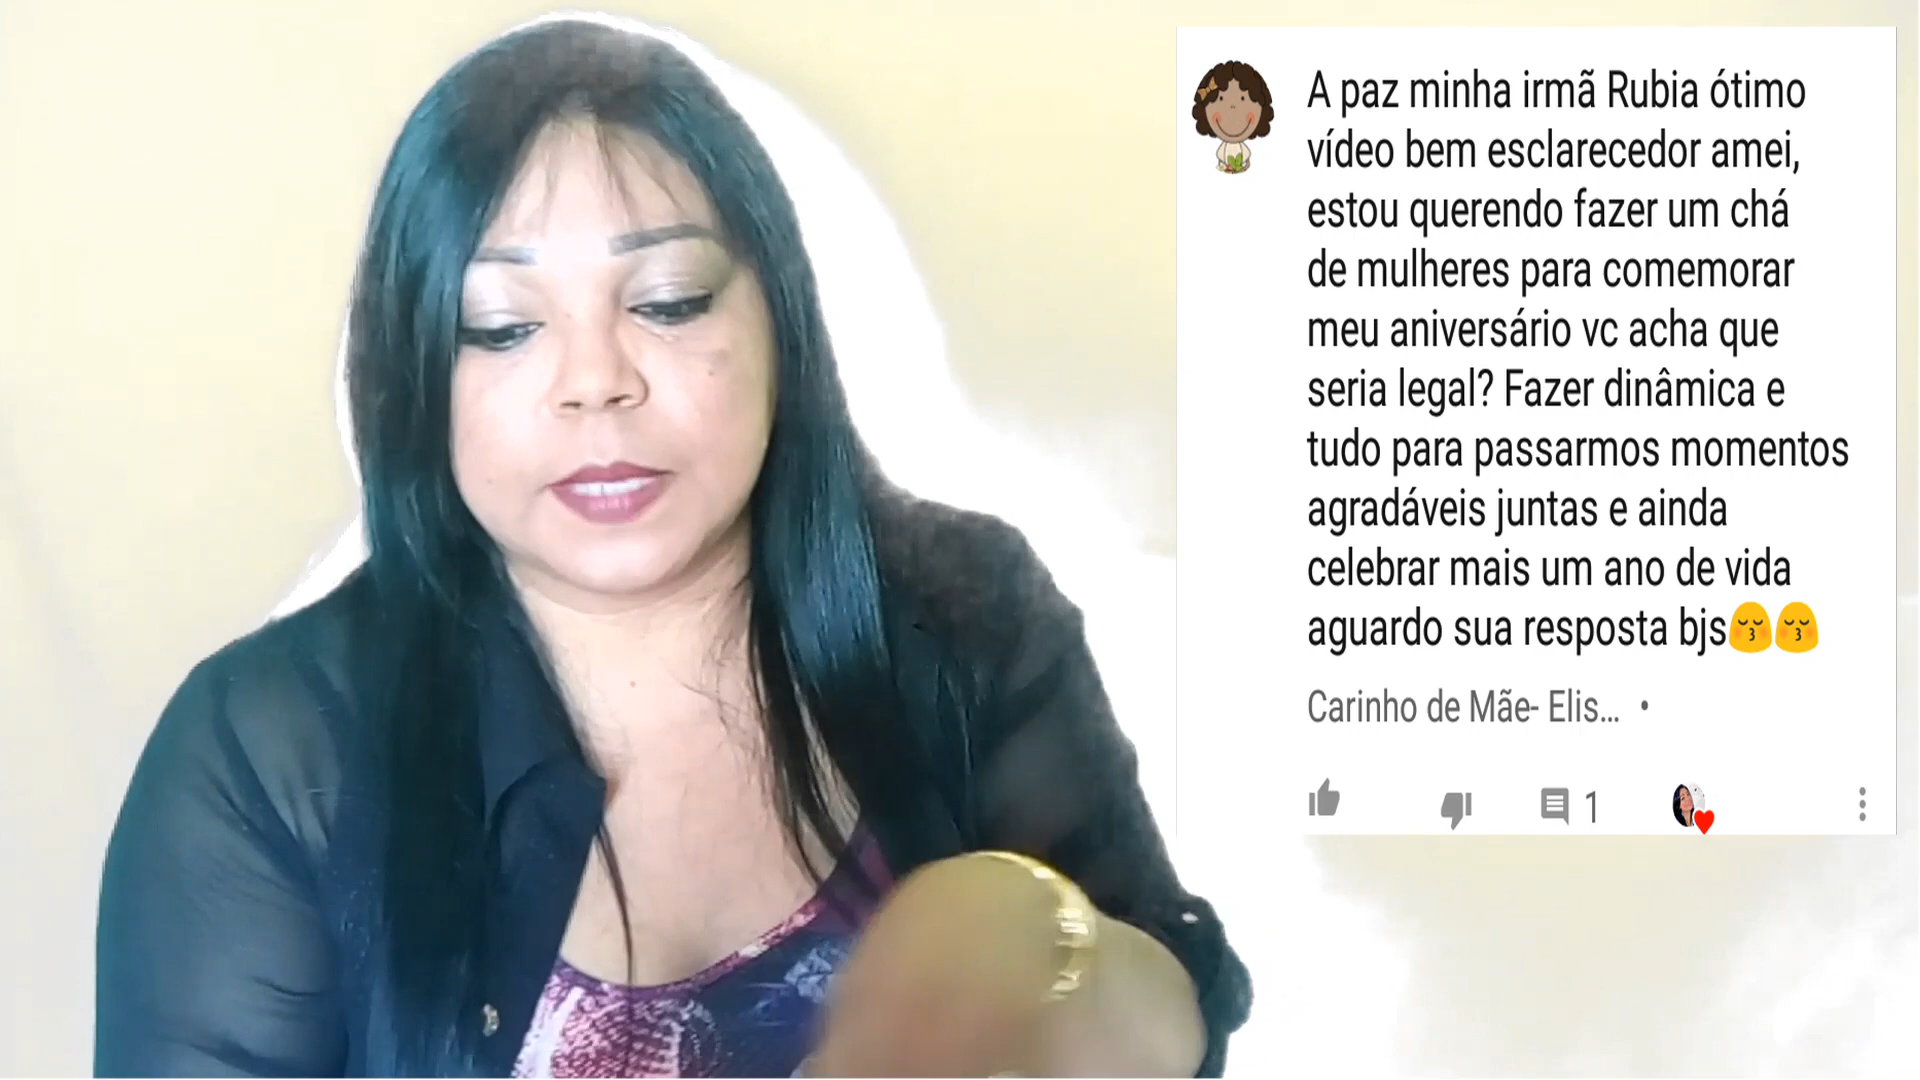 A paz minha irmã Rubia ótimo
vídeo bem esclarecedor amei,
estou querendo fazer um chá
de mulheres para comemorar
meu aniversário vc acha que
seria legal? Fazer dinâmica e
tudo para passarmos momentos
agradáveis juntas e ainda
celebrar mais um ano de vida
aguardo sua resposta bjs😚😚
Carinho de Mãe- Elis... •
1